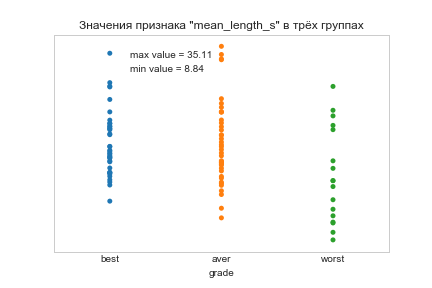 Значения признака "mean_length_s" в трёх группах
max value = 35.11
min value = 8.84
best aver worst
grade